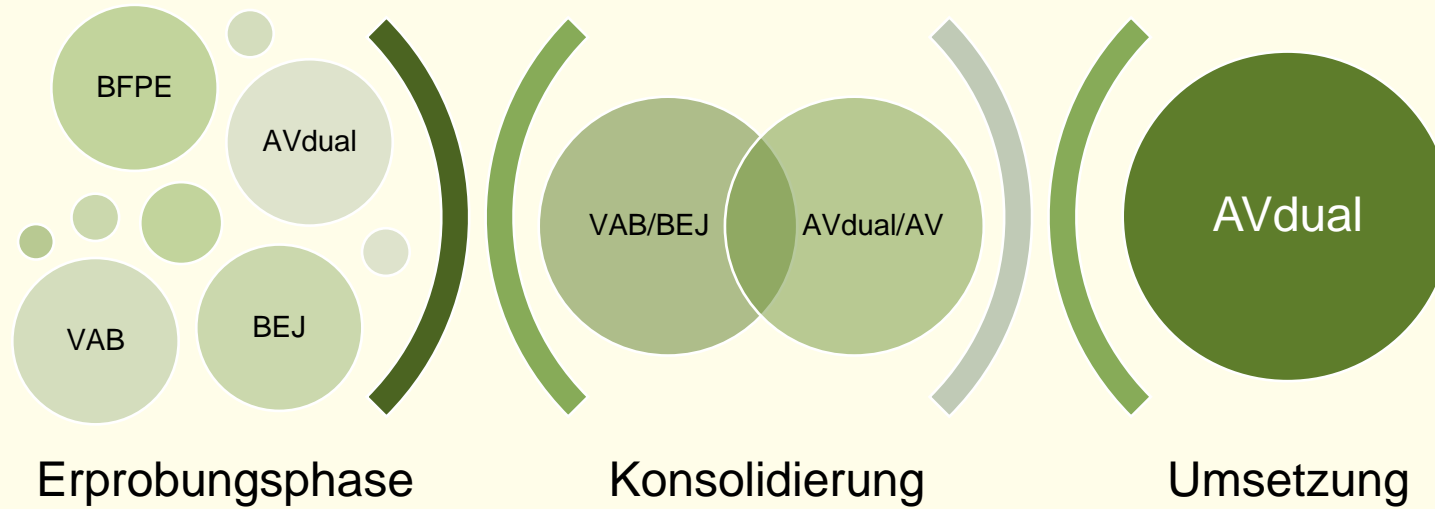 BFPE
AVdual
VAB
BEJ
Erprobungsphase
VAB/BEJ
AVdual/AV
Konsolidierung
AVdual
Umsetzung